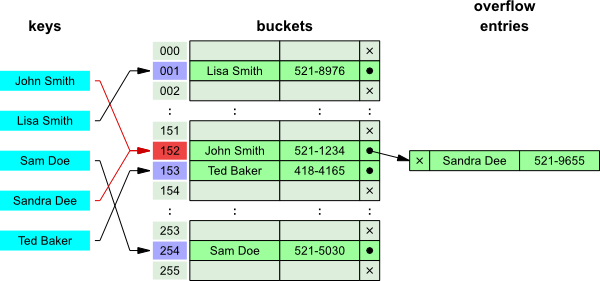 keys
buckets
overflow
entries
000 ×
001 Lisa Smith 521-8976
002 ×
: : : :
151 ×
152 John Smith 521-1234
153 Ted Baker 418-4165
154 ×
: : : :
253 ×
254 Sam Doe 521-5030
255 ×
John Smith
Lisa Smith
Sam Doe
Sandra Dee
Ted Baker
× Sandra Dee 521-9655